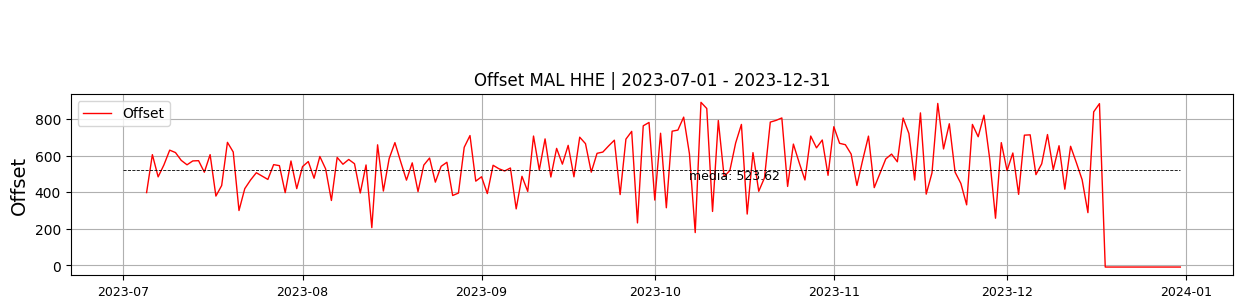 Offset MAL HHE | 2023-07-01 - 2023-12-31
Offset
Offset
800
600
400
200
0
media: 523.62
2023-07 2023-08 2023-09 2023-10 2023-11 2023-12 2024-01